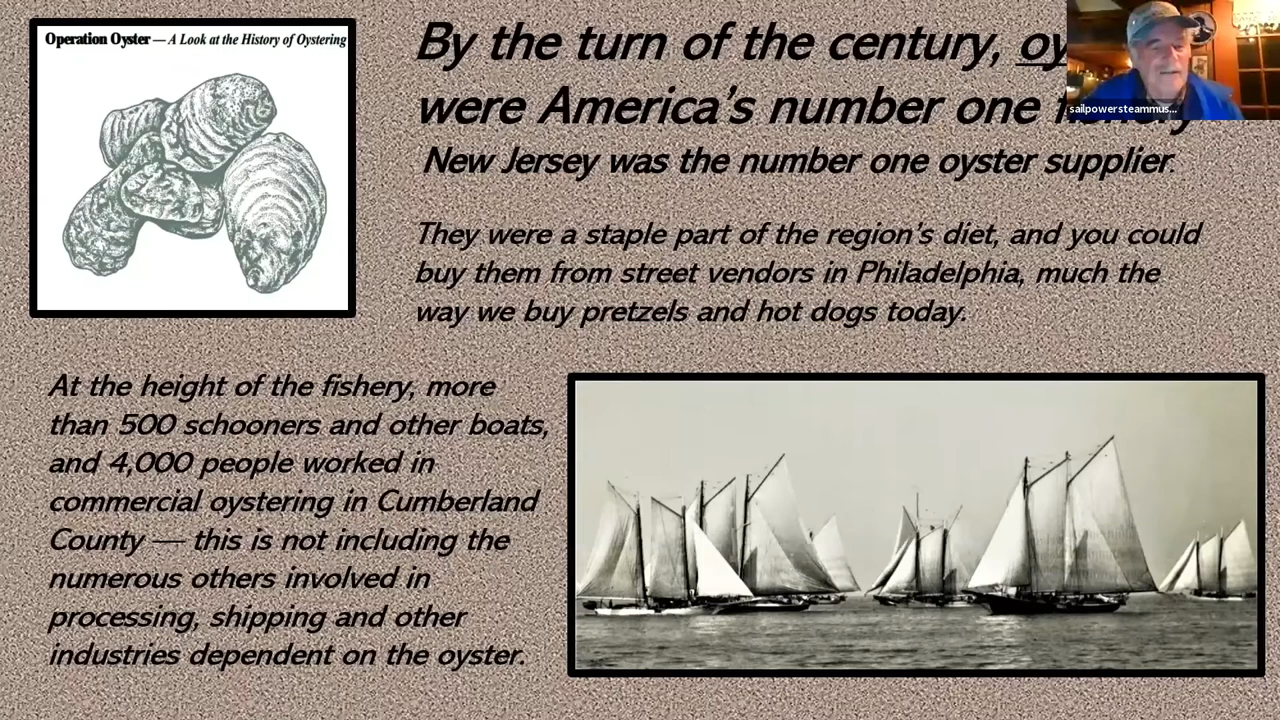 Operation Oyster — A Look at the History of Oystering
By the turn of the century,
were America's number one
sailpowersteammus...
New Jersey was the number one oyster supplier.
They were a staple part of the region's diet, and you could
buy them from street vendors in Philadelphia, much the
way we buy pretzels and hot dogs today.
At the height of the fishery, more
than 500 schooners and other boats,
and 4,000 people worked in
commercial oystering in Cumberland
County — this is not including the
numerous others involved in
processing, shipping and other
industries dependent on the oyster.